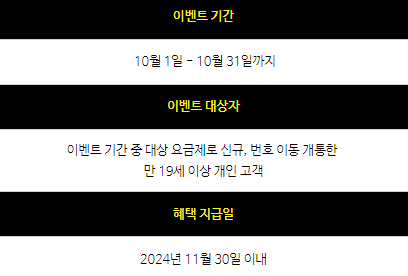 이벤트 기간
10월 1일 - 10월 31일까지
이벤트 대상자
이벤트 기간 중 대상 요금제로 신규, 번호 이동 개통한
만 19세 이상 개인 고객
혜택 지급일
2024년 11월 30일 이내